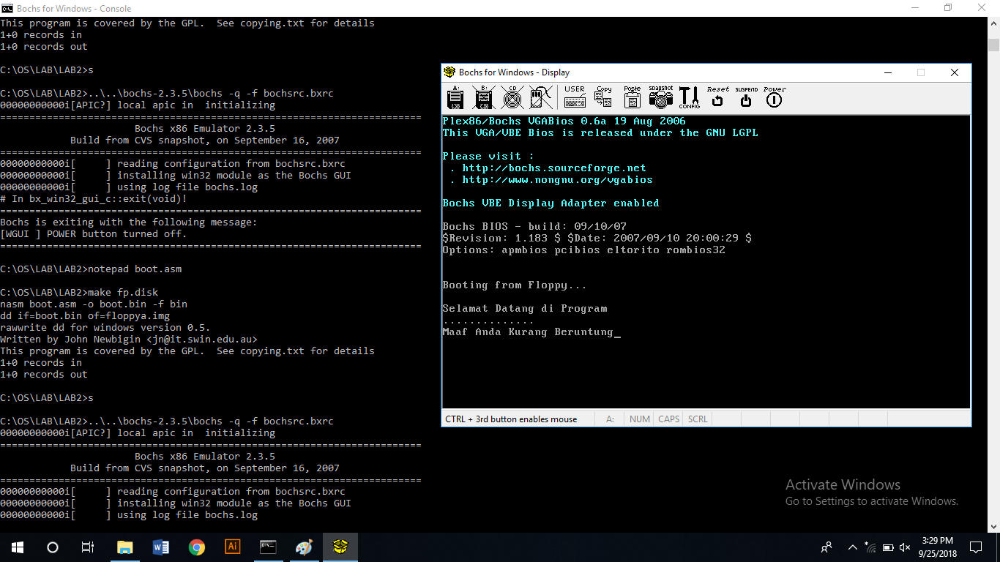 Bochs for Windows - Console
This program is covered by the GPL.  See copying.txt for details
1+0 records in
1+0 records out
C:\OS\LAB\LAB2>s
C:\OS\LAB\LAB2>..\..\bochs-2.3.5\bochs -q -f bochsrc.bxrc
00000000000i[APIC?] local apic in  initializing
========================================================================
Bochs x86 Emulator 2.3.5
Build from CVS snapshot, on September 16, 2007
========================================================================
00000000000i[     ] reading configuration from bochsrc.bxrc
00000000000i[     ] installing win32 module as the Bochs GUI
00000000000i[     ] using log file bochs.log
# In bx_win32_gui_c::exit(void)!
========================================================================
Bochs is exiting with the following message:
[WGUI ] POWER button turned off.
========================================================================
C:\OS\LAB\LAB2>notepad boot.asm
C:\OS\LAB\LAB2>make fp.disk
nasm boot.asm -o boot.bin -f bin
dd if=boot.bin of=floppya.img
rawwrite dd for windows version 0.5.
Written by John Newbigin <jn@it.swin.edu.au>
This program is covered by the GPL.  See copying.txt for details
1+0 records in
1+0 records out
C:\OS\LAB\LAB2>s
C:\OS\LAB\LAB2>..\..\bochs-2.3.5\bochs -q -f bochsrc.bxrc
00000000000i[APIC?] local apic in  initializing
========================================================================
Bochs x86 Emulator 2.3.5
Build from CVS snapshot, on September 16, 2007
========================================================================
00000000000i[     ] reading configuration from bochsrc.bxrc
00000000000i[     ] installing win32 module as the Bochs GUI
00000000000i[     ] using log file bochs.log
Bochs for Windows - Display
A: B: CD USER Copy Paste snapshot CONFIG Reset SUSPEND Power
Plex86/Bochs VGABios 0.6a 19 Aug 2006
This VGA/VBE Bios is released under the GNU LGPL
Please visit :
. http://bochs.sourceforge.net
. http://www.nongnu.org/vgabios
Bochs VBE Display Adapter enabled
Bochs BIOS - build: 09/10/07
$Revision: 1.183 $ $Date: 2007/09/10 20:00:29 $
Options: apmbios pcibios eltorito rombios32
Booting from Floppy...
Selamat Datang di Program
..............
Maaf Anda Kurang Beruntung_
CTRL + 3rd button enables mouse A: NUM CAPS SCRL
Activate Windows
Go to Settings to activate Windows.
Ai
3:29 PM
9/25/2018